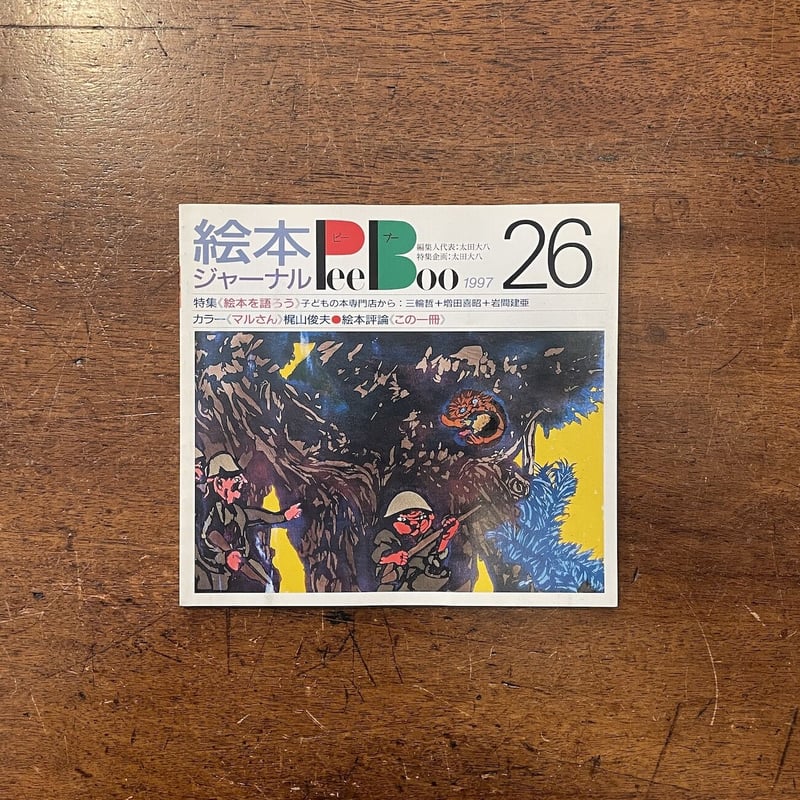 絵本
ジャーナル
PeeBoo
ピー ブー
編集人代表：太田大八
特集企画：太田大八
1997
26
特集《絵本を語ろう》子どもの本専門店から：三輪哲＋増田喜昭＋岩間建亜
カラー《マルさん》梶山俊夫●絵本評論《この一冊》